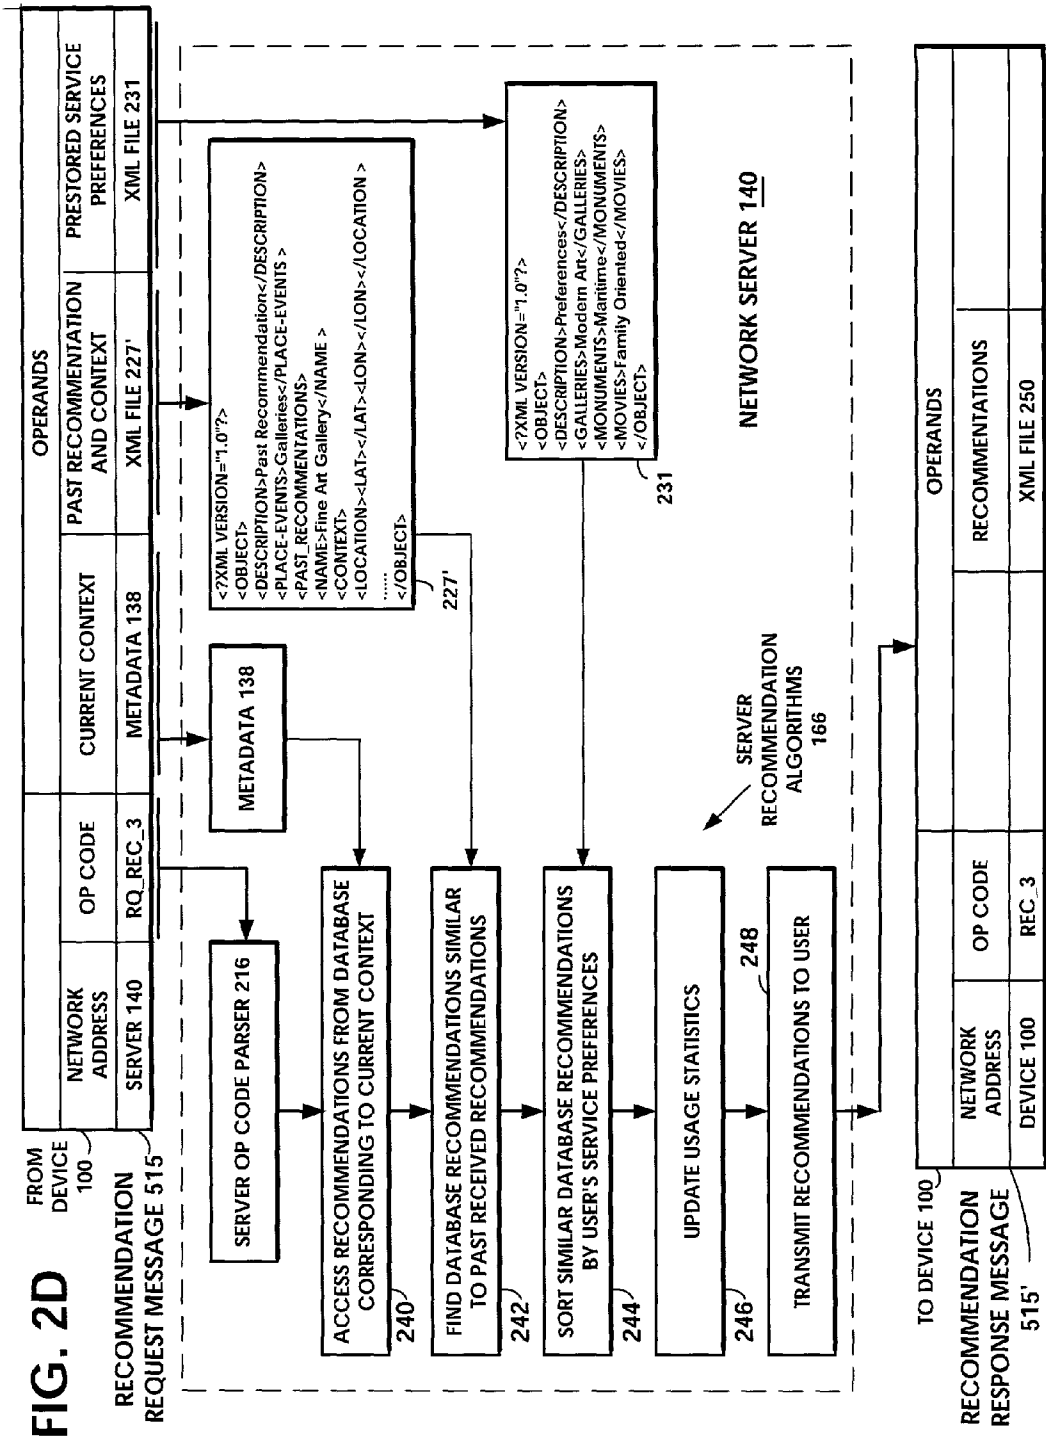 FIG. 2D
FROM
DEVICE
100
RECOMMENDATION
REQUEST MESSAGE 515
OPERANDS
NETWORK
ADDRESS
OP CODE
CURRENT CONTEXT
PAST RECOMMENTATION
AND CONTEXT
PRESTORED SERVICE
PREFERENCES
SERVER 140
RQ_REC_3
METADATA 138
XML FILE 227'
XML FILE 231
SERVER OP CODE PARSER 216
METADATA 138
<?XML VERSION="1.0"?>
<OBJECT>
<DESCRIPTION>Past Recommendation</DESCRIPTION>
<PLACE-EVENTS>Galleries</PLACE-EVENTS >
<PAST_RECOMMENTATIONS>
<NAME>Fine Art Gallery</NAME >
<CONTEXT>
<LOCATION><LAT></LAT><LON></LON></LOCATION >
......
</OBJECT>
227'
<?XML VERSION="1.0"?>
<OBJECT>
<DESCRIPTION>Preferences</DESCRIPTION>
<GALLERIES>Modern Art</GALLERIES>
<MONUMENTS>Maritime</MONUMENTS>
<MOVIES>Family Oriented</MOVIES>
</OBJECT>
231
ACCESS RECOMMENDATIONS FROM DATABASE
CORRESPONDING TO CURRENT CONTEXT
240
FIND DATABASE RECOMMENDATIONS SIMILAR
TO PAST RECEIVED RECOMMENDATIONS
242
SORT SIMILAR DATABASE RECOMMENDATIONS
BY USER'S SERVICE PREFERENCES
244
UPDATE USAGE STATISTICS
246
TRANSMIT RECOMMENDATIONS TO USER
248
SERVER
RECOMMENDATION
ALGORITHMS
166
NETWORK SERVER 140
TO DEVICE 100
RECOMMENDATION
RESPONSE MESSAGE
515'
OPERANDS
NETWORK
ADDRESS
OP CODE
RECOMMENTATIONS
DEVICE 100
REC_3
XML FILE 250